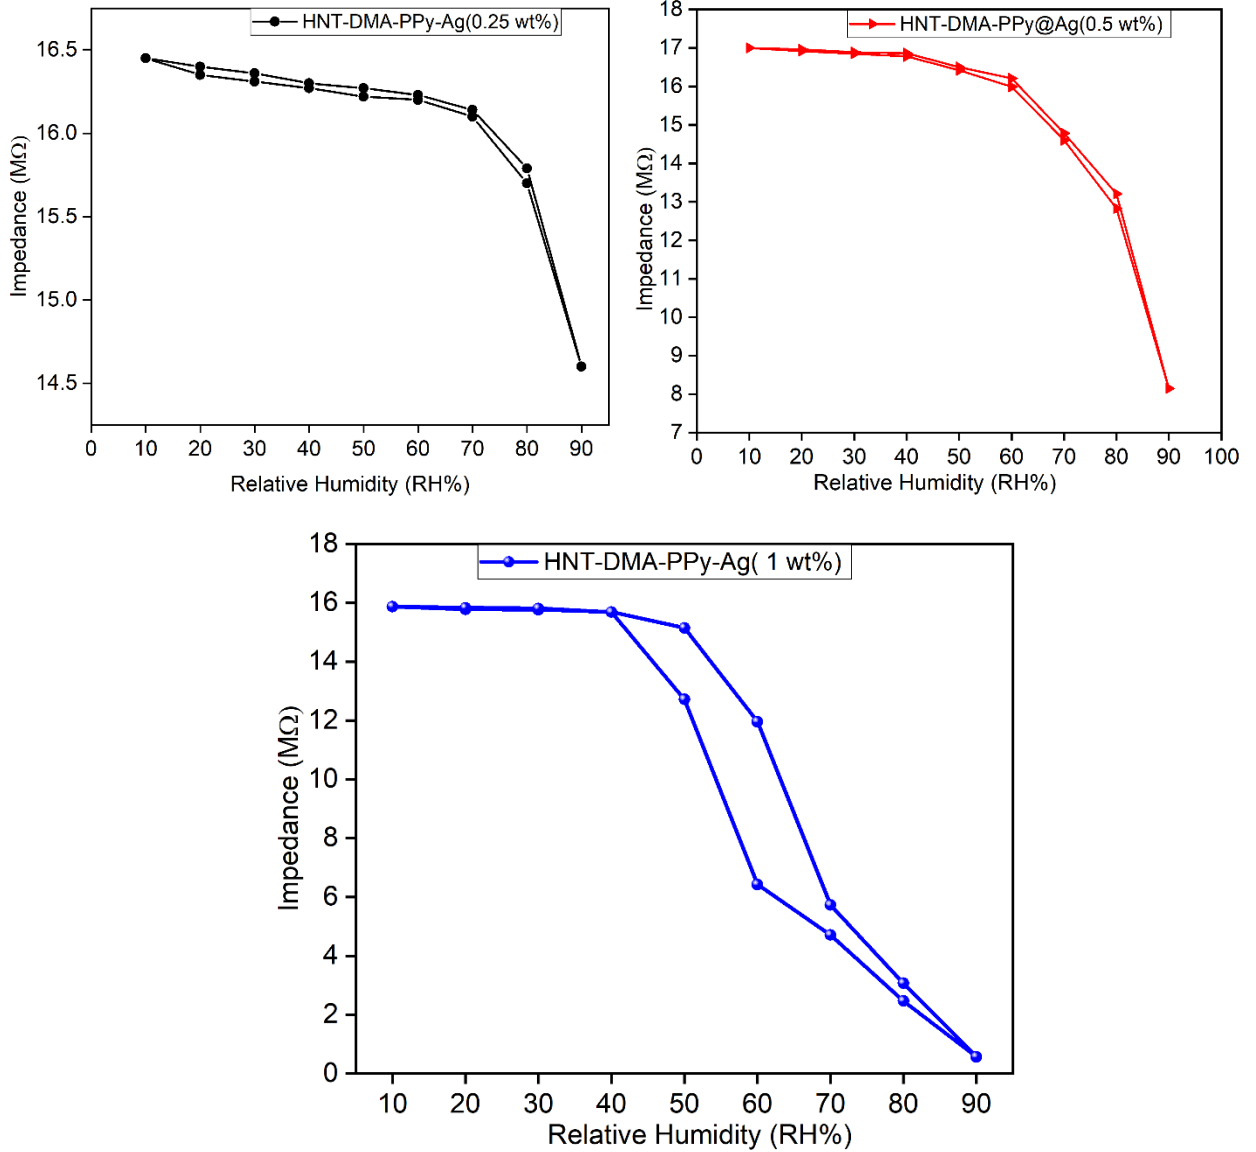 HNT-DMA-PPy-Ag(0.25 wt%)
16.5
16.0
15.5
15.0
14.5
Impedance (MΩ)
0 10 20 30 40 50 60 70 80 90
Relative Humidity (RH%)
HNT-DMA-PPy@Ag(0.5 wt%)
18
17
16
15
14
13
12
11
10
9
8
7
Impedance (MΩ)
0 10 20 30 40 50 60 70 80 90 100
Relative Humidity (RH%)
HNT-DMA-PPy-Ag( 1 wt%)
18
16
14
12
10
8
6
4
2
0
Impedance (MΩ)
10 20 30 40 50 60 70 80 90
Relative Humidity (RH%)